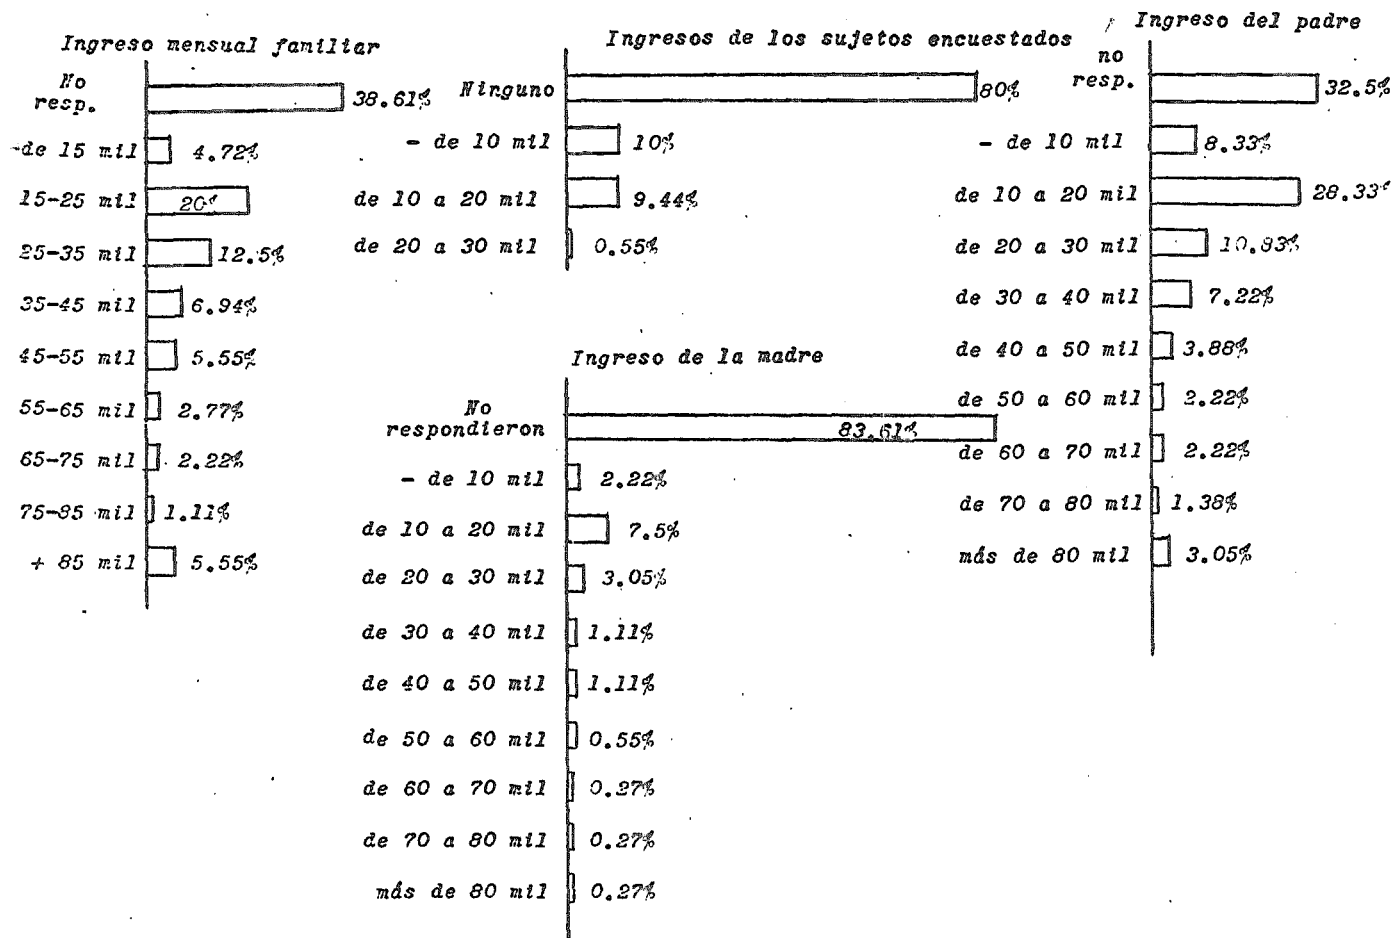 Ingreso mensual familiar
No
resp.
38.61%
-de 15 mil 4.72%
15-25 mil 20%
25-35 mil 12.5%
35-45 mil 6.94%
45-55 mil 5.55%
55-65 mil 2.77%
65-75 mil 2.22%
75-85 mil 1.11%
+ 85 mil 5.55%
Ingresos de los sujetos encuestados
Ninguno 80%
- de 10 mil 10%
de 10 a 20 mil 9.44%
de 20 a 30 mil 0.55%
Ingreso de la madre
No
respondieron 83.61%
- de 10 mil 2.22%
de 10 a 20 mil 7.5%
de 20 a 30 mil 3.05%
de 30 a 40 mil 1.11%
de 40 a 50 mil 1.11%
de 50 a 60 mil 0.55%
de 60 a 70 mil 0.27%
de 70 a 80 mil 0.27%
más de 80 mil 0.27%
Ingreso del padre
no
resp. 32.5%
- de 10 mil 8.33%
de 10 a 20 mil 28.33%
de 20 a 30 mil 10.83%
de 30 a 40 mil 7.22%
de 40 a 50 mil 3.88%
de 50 a 60 mil 2.22%
de 60 a 70 mil 2.22%
de 70 a 80 mil 1.38%
más de 80 mil 3.05%